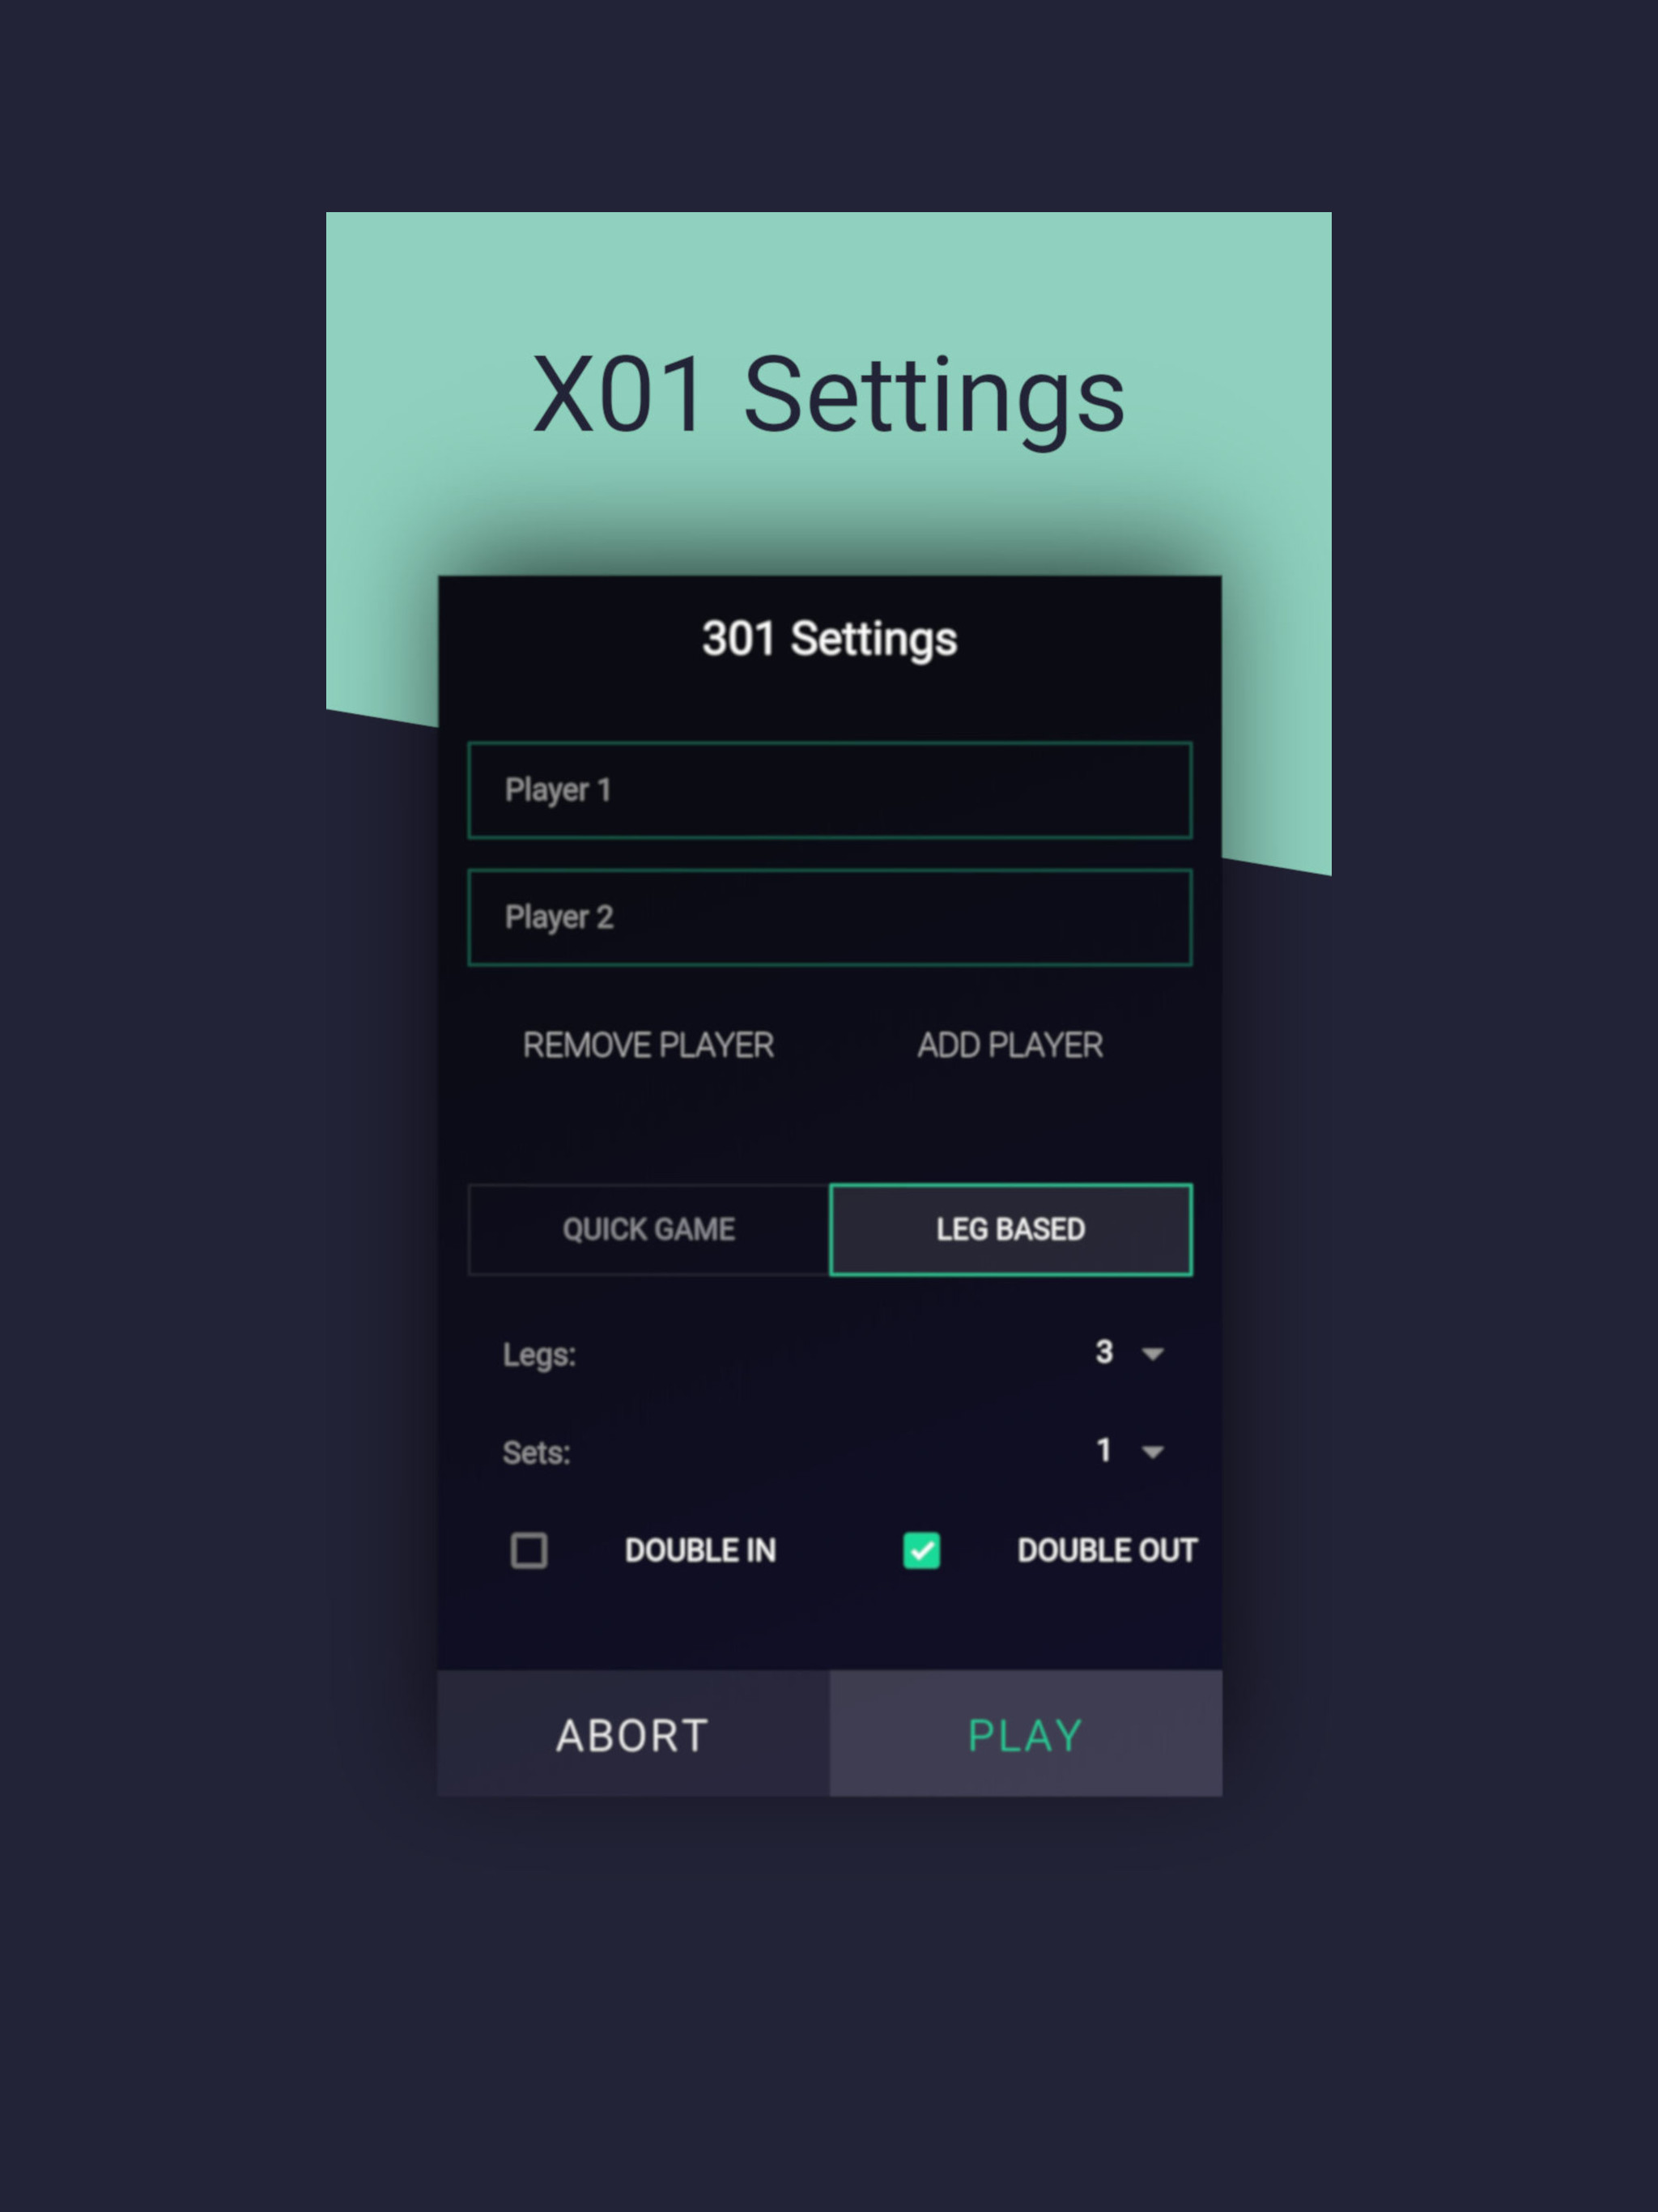 X01 Settings
301 Settings
Player 1
Player 2
REMOVE PLAYER ADD PLAYER
QUICK GAME LEG BASED
Legs: 3
Sets: 1
DOUBLE IN DOUBLE OUT
ABORT PLAY